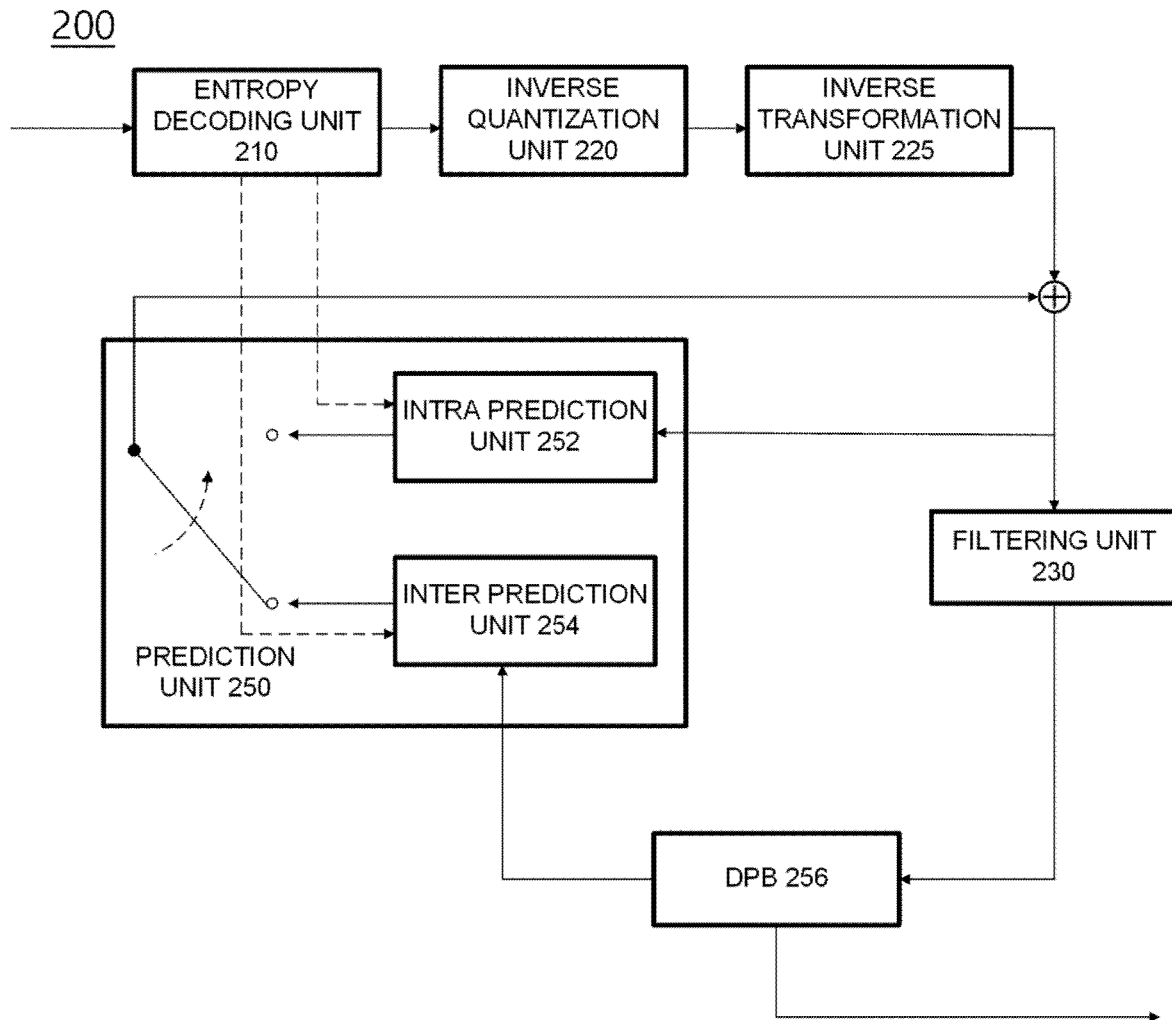 200
ENTROPY
DECODING UNIT
210
INVERSE
QUANTIZATION
UNIT 220
INVERSE
TRANSFORMATION
UNIT 225
INTRA PREDICTION
UNIT 252
FILTERING UNIT
230
INTER PREDICTION
UNIT 254
PREDICTION
UNIT 250
DPB 256